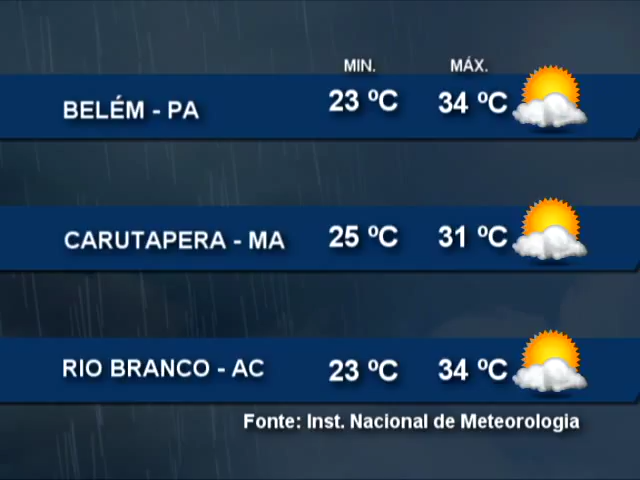 MIN. MÁX.
BELÉM - PA 23 ºC 34 ºC
CARUTAPERA - MA 25 ºC 31 ºC
RIO BRANCO - AC 23 ºC 34 ºC
Fonte: Inst. Nacional de Meteorologia